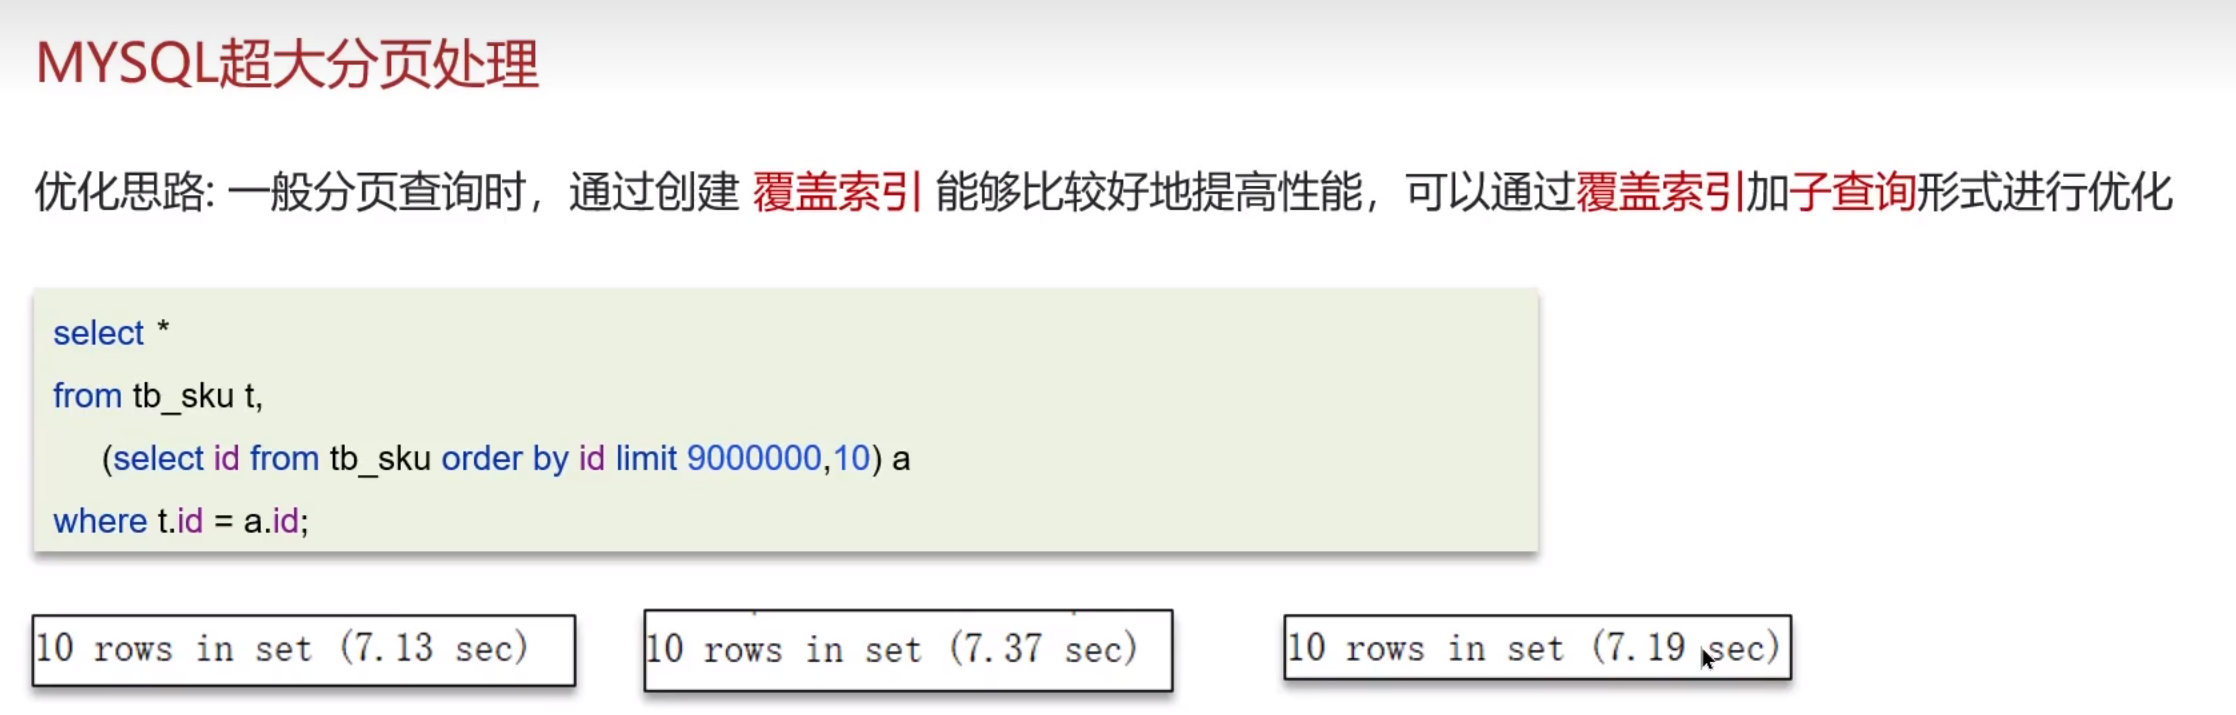 MYSQL超大分页处理
优化思路: 一般分页查询时，通过创建 覆盖索引 能够比较好地提高性能，可以通过覆盖索引加子查询形式进行优化
select *
from tb_sku t,
(select id from tb_sku order by id limit 9000000,10) a
where t.id = a.id;
10 rows in set (7.13 sec)
10 rows in set (7.37 sec)
10 rows in set (7.19 sec)